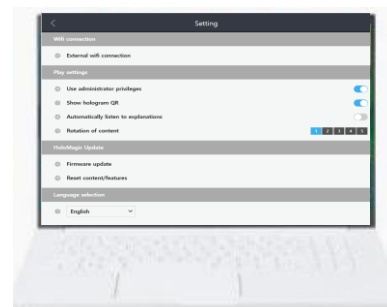 Setting
Wifi connection
External wifi connection
Play settings
Use administrator privileges
Show hologram QR
Automatically listen to explanations
Rotation of content 1 2 3 4 5
HoloMagic Update
Firmware update
Reset content/features
Language selection
English